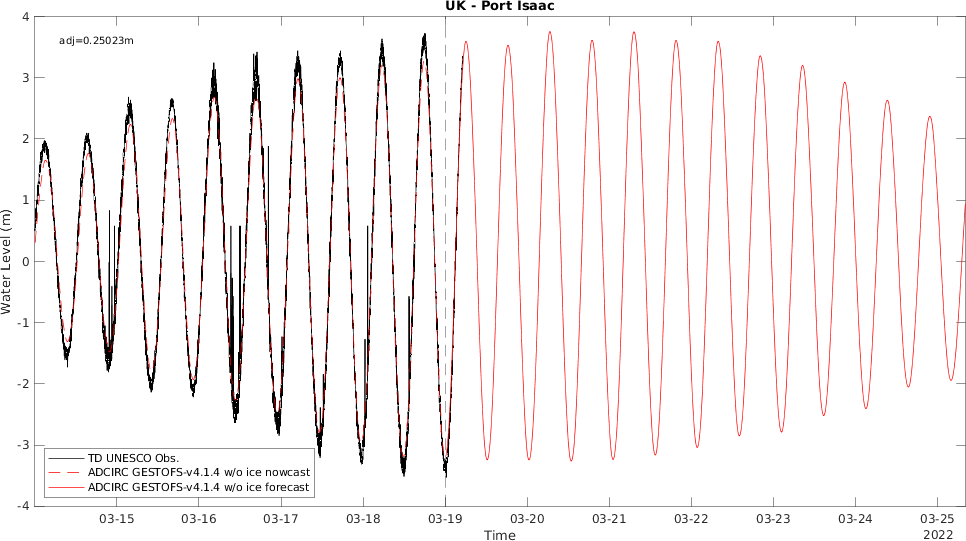 UK - Port Isaac
adj=0.25023m
4
3
2
1
0
-1
-2
-3
-4
Water Level (m)
TD UNESCO Obs.
ADCIRC GESTOFS-v4.1.4 w/o ice nowcast
ADCIRC GESTOFS-v4.1.4 w/o ice forecast
03-15 03-16 03-17 03-18 03-19 03-20 03-21 03-22 03-23 03-24 03-25
Time
2022